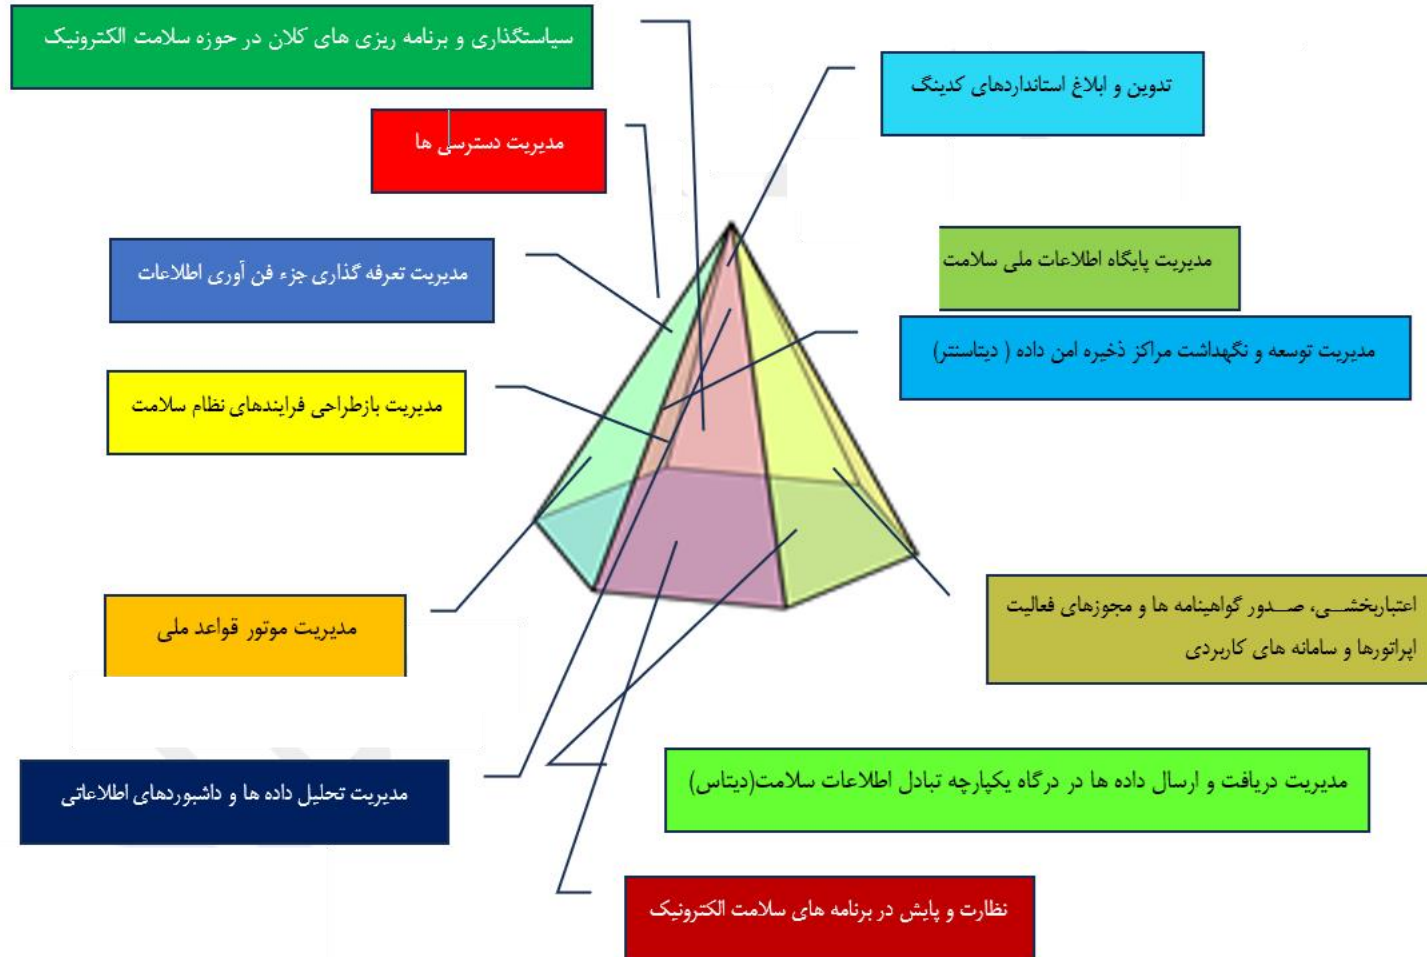 سیاستگذاری و برنامه ریزی های کلان در حوزه سلامت الکترونیک
تدوین و ابلاغ استانداردهای کدینگ
مدیریت دسترسی ها
مدیریت پایگاه اطلاعات ملی سلامت
مدیریت تعرفه گذاری جزء فن آوری اطلاعات
مدیریت توسعه و نگهداشت مراکز ذخیره امن داده ( دیتاسنتر)
مدیریت بازطراحی فرایندهای نظام سلامت
اعتباربخشــی، صــدور گواهینامه ها و مجوزهای فعالیت
اپراتورها و سامانه های کاربردی
مدیریت موتور قواعد ملی
مدیریت دریافت و ارسال داده ها در درگاه یکپارچه تبادل اطلاعات سلامت(دیتاس)
مدیریت تحلیل داده ها و داشبوردهای اطلاعاتی
نظارت و پایش در برنامه های سلامت الکترونیک